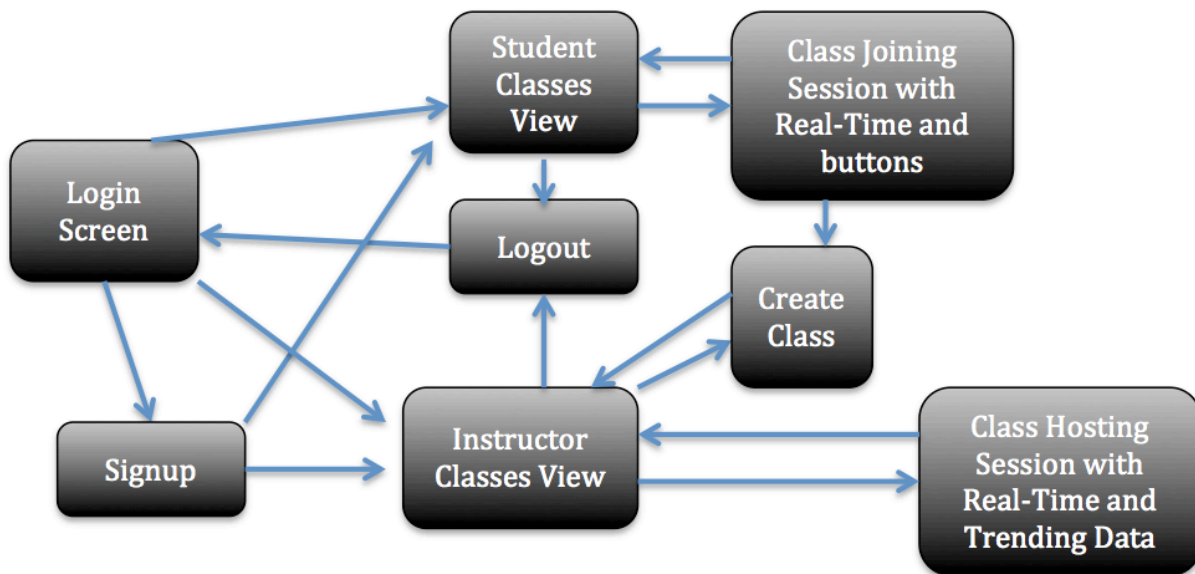 Student
Classes
View
Class Joining
Session with
Real-Time and
buttons
Login
Screen
Logout
Create
Class
Signup
Instructor
Classes View
Class Hosting
Session with
Real-Time and
Trending Data